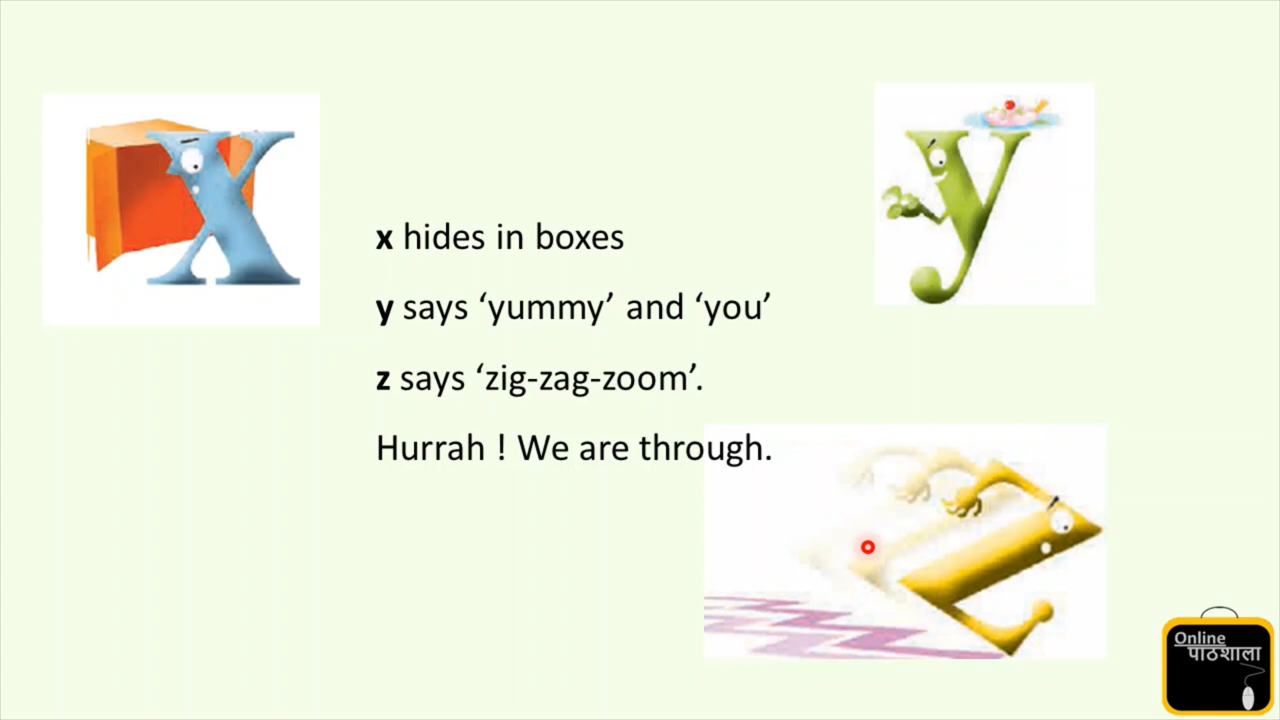 x hides in boxes
y says ‘yummy’ and ‘you’
z says ‘zig-zag-zoom’.
Hurrah ! We are through.
Online
पाठशाला